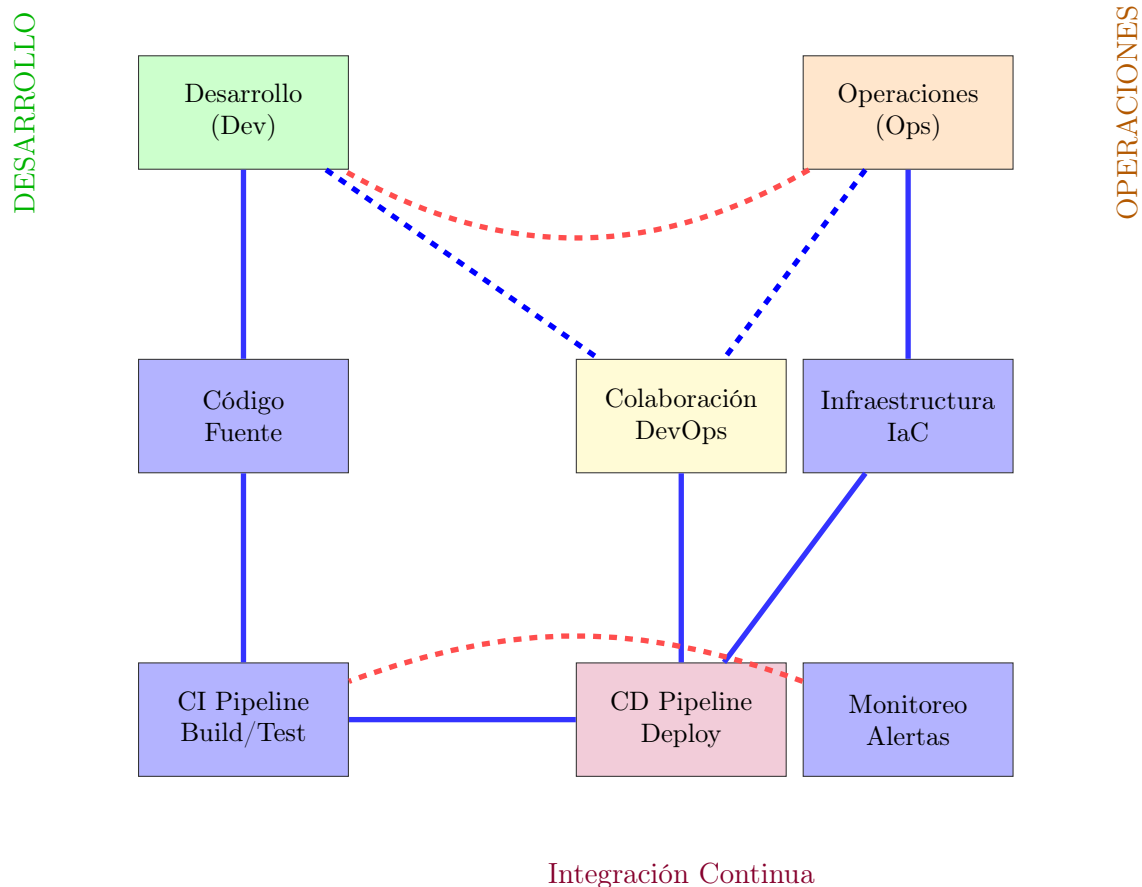 DESARROLLO
OPERACIONES
Desarrollo
(Dev)
Operaciones
(Ops)
Código
Fuente
Colaboración
DevOps
Infraestructura
IaC
CI Pipeline
Build/Test
CD Pipeline
Deploy
Monitoreo
Alertas
Integración Continua